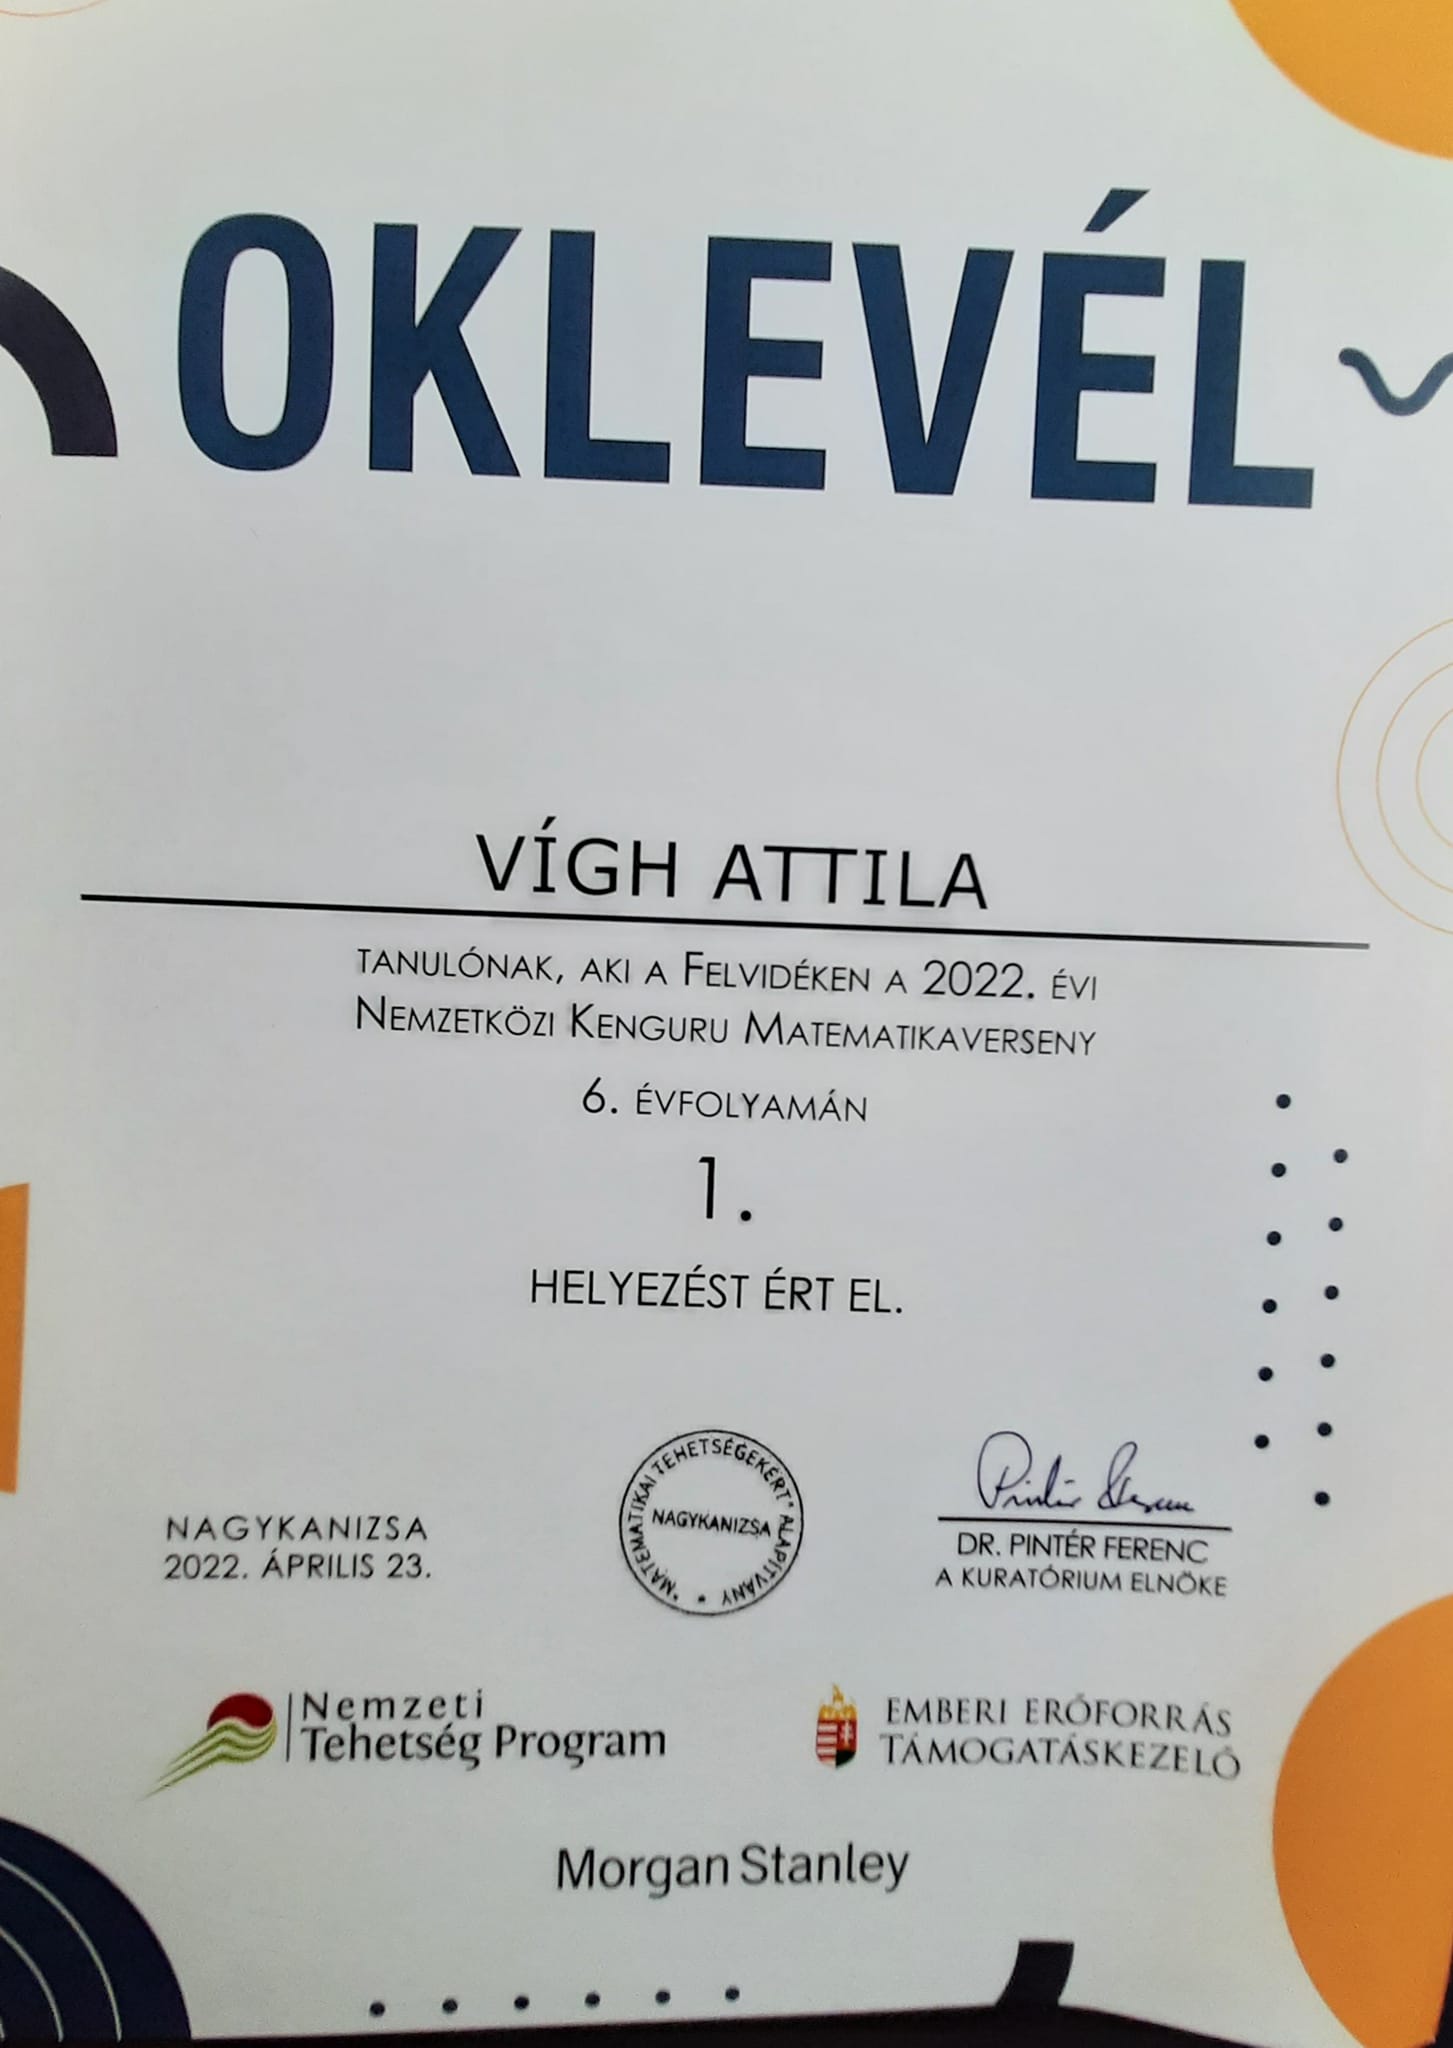 OKLEVÉL
VÍGH ATTILA
TANULÓNAK, AKI A FELVIDÉKEN A 2022. ÉVI
NEMZETKÖZI KENGURU MATEMATIKAVERSENY
6. ÉVFOLYAMÁN
1.
HELYEZÉST ÉRT EL.
NAGYKANIZSA
2022. ÁPRILIS 23.
"MATEMATIKAI TEHETSÉGEKÉRT" ALAPÍTVÁNY
NAGYKANIZSA
Pintér Ferenc
DR. PINTÉR FERENC
A KURATÓRIUM ELNÖKE
Nemzeti
Tehetség Program
EMBERI ERŐFORRÁS
TÁMOGATÁSKEZELŐ
Morgan Stanley